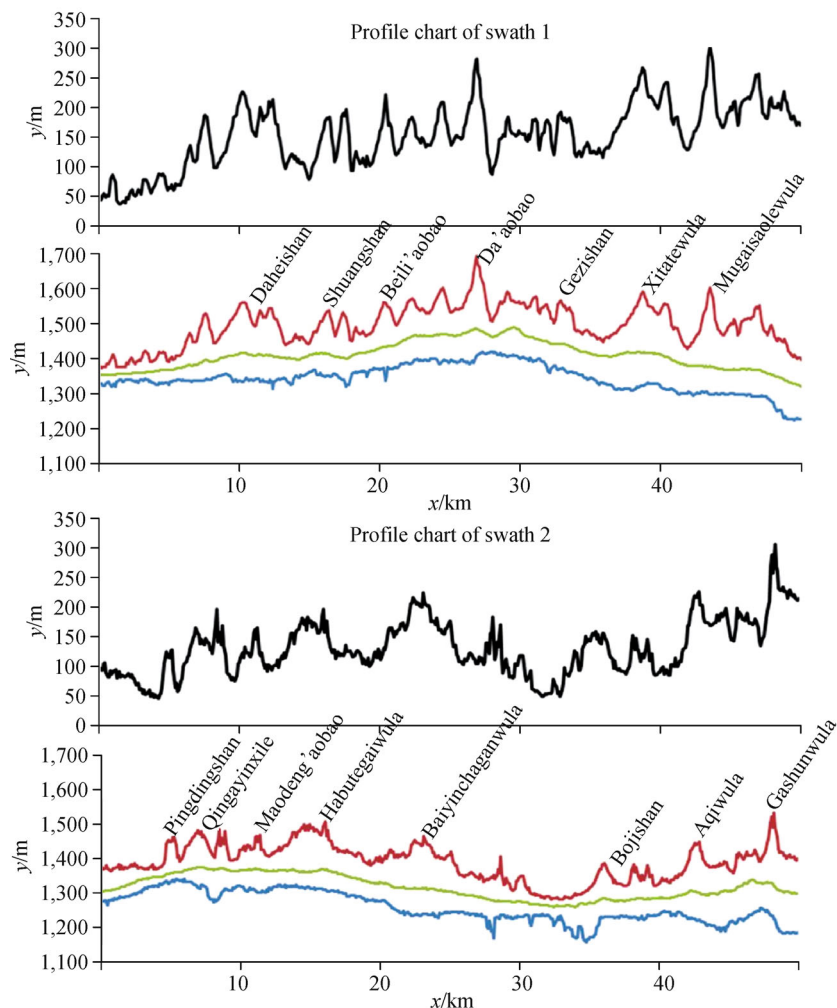 Profile chart of swath 1
350
300
250
200
150
100
50
0
y/m
Daheishan
Shuangshan
Beili'aobao
Da'aobao
Gezishan
Xitatewula
Mugaisaolewula
1,700
1,600
1,500
1,400
1,300
1,200
1,100
y/m
10 20 30 40
x/km
Profile chart of swath 2
350
300
250
200
150
100
50
0
y/m
Pingdingshan
Qingayinxile
Maodeng'aobao
Habutegaiwula
Baiyinchaganwula
Bojishan
Aqiwula
Gashunwula
1,700
1,600
1,500
1,400
1,300
1,200
1,100
y/m
10 20 30 40
x/km